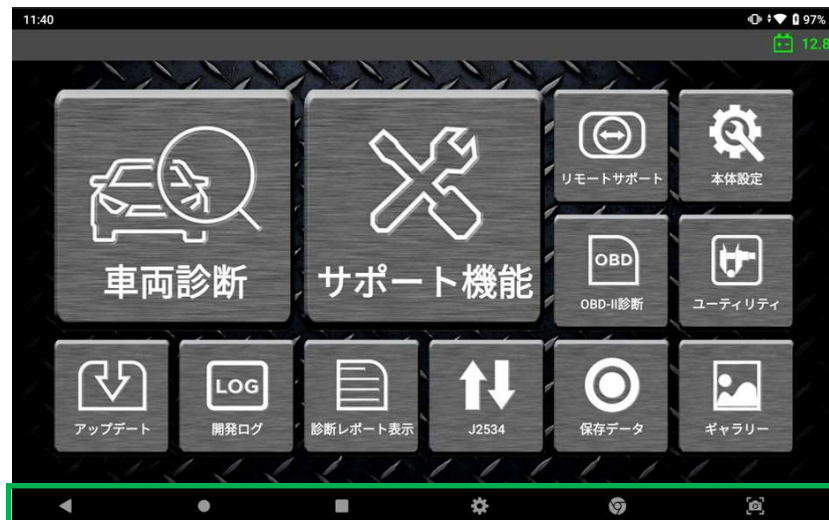 11:40 97%
12.8
車両診断
サポート機能
リモートサポート
本体設定
OBD
OBD-II診断
ユーティリティ
アップデート
LOG
開発ログ
診断レポート表示
J2534
保存データ
ギャラリー